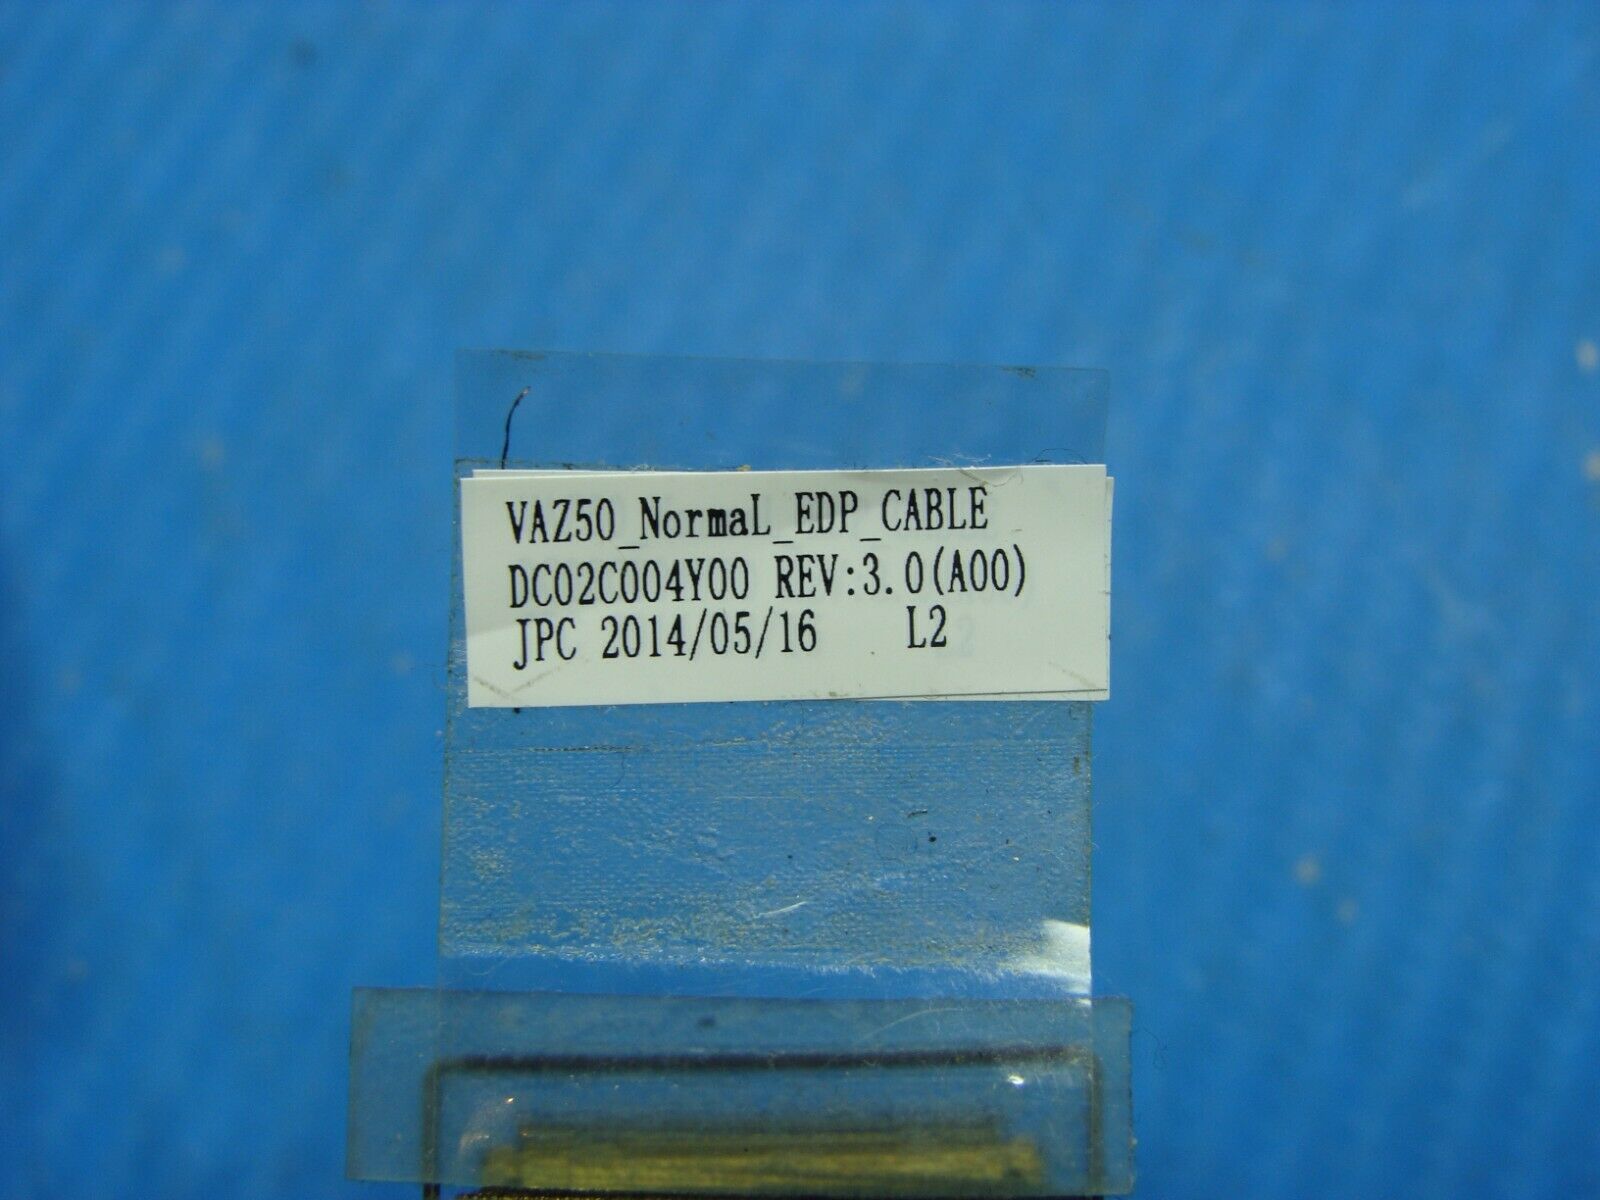 VAZ50_NormaL_EDP_CABLE
DC02C004Y00 REV:3.0(A00)
JPC 2014/05/16 L2